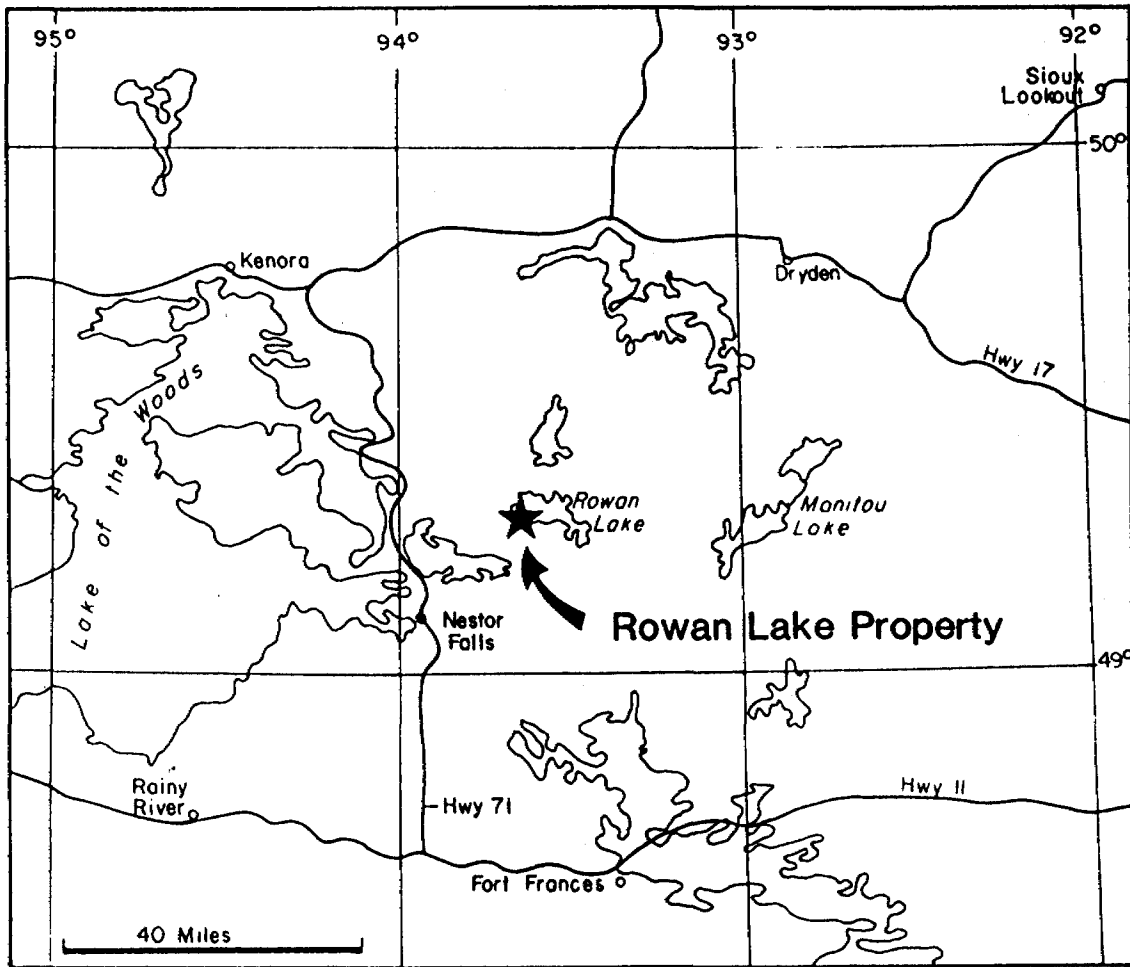 95°
94°
93°
92°
Sioux
Lookout
50°
Kenora
Dryden
Hwy 17
Lake of the Woods
Rowan
Lake
Manitou
Lake
Nestor
Falls
Rowan Lake Property
49°
Rainy
River
Hwy 71
Hwy 11
Fort Frances
40 Miles